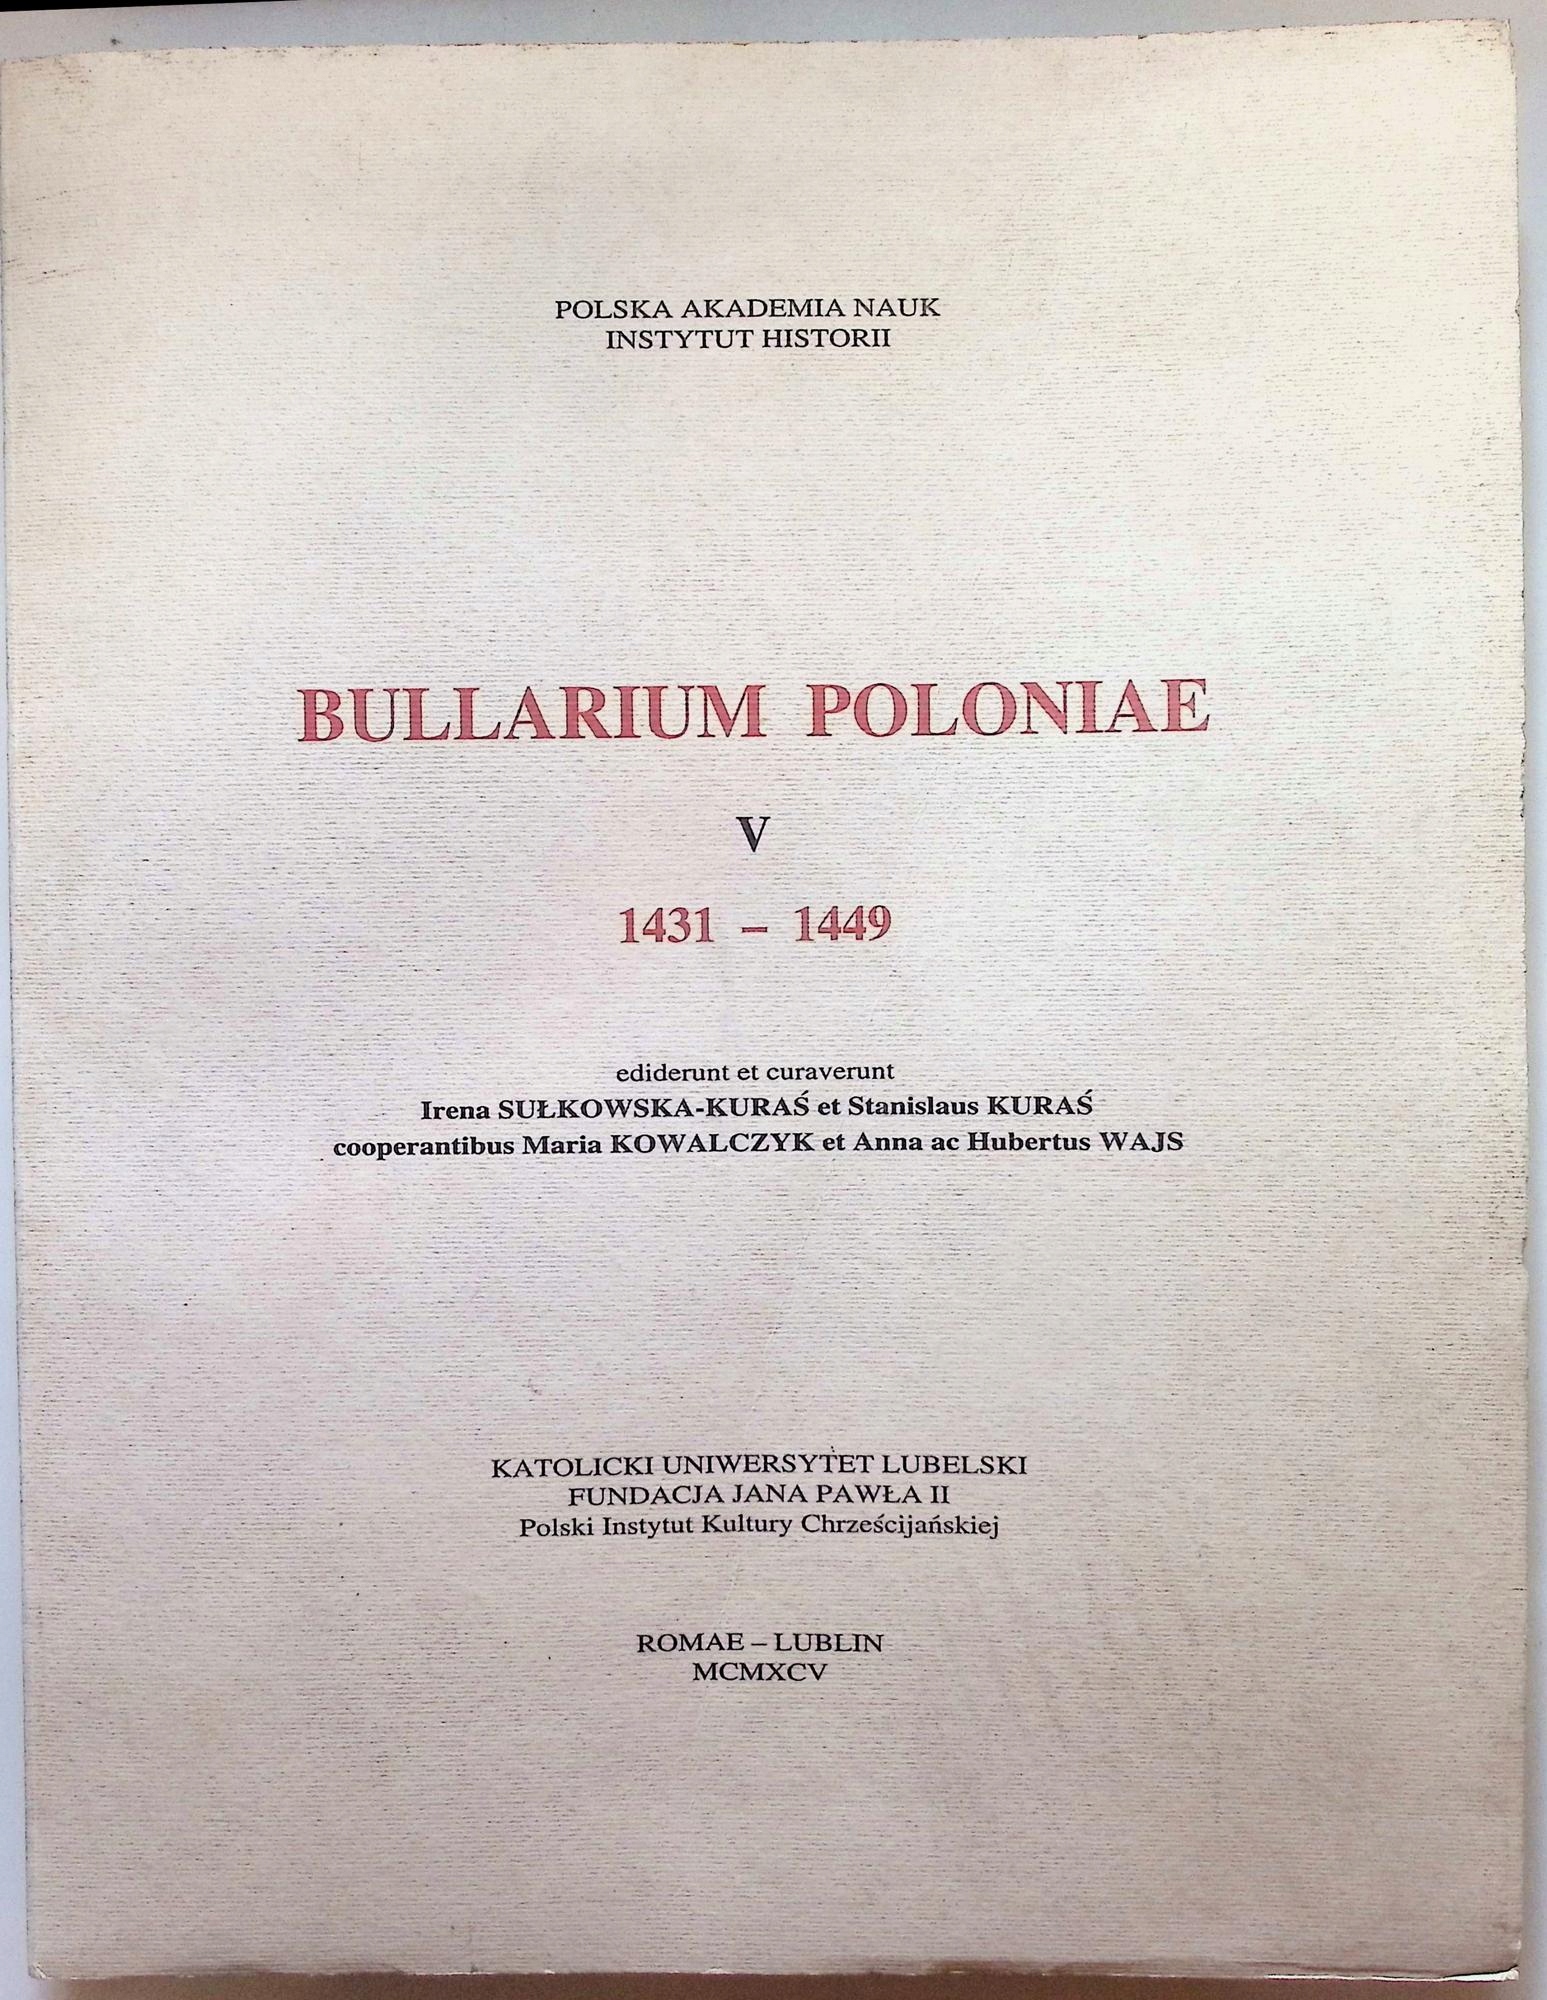 POLSKA AKADEMIA NAUK
INSTYTUT HISTORII
BULLARIUM POLONIAE
V
1431 – 1449
ediderunt et curaverunt
Irena SUŁKOWSKA-KURAŚ et Stanislaus KURAŚ
cooperantibus Maria KOWALCZYK et Anna ac Hubertus WAJS
KATOLICKI UNIWERSYTET LUBELSKI
FUNDACJA JANA PAWŁA II
Polski Instytut Kultury Chrześcijańskiej
ROMAE – LUBLIN
MCMXCV